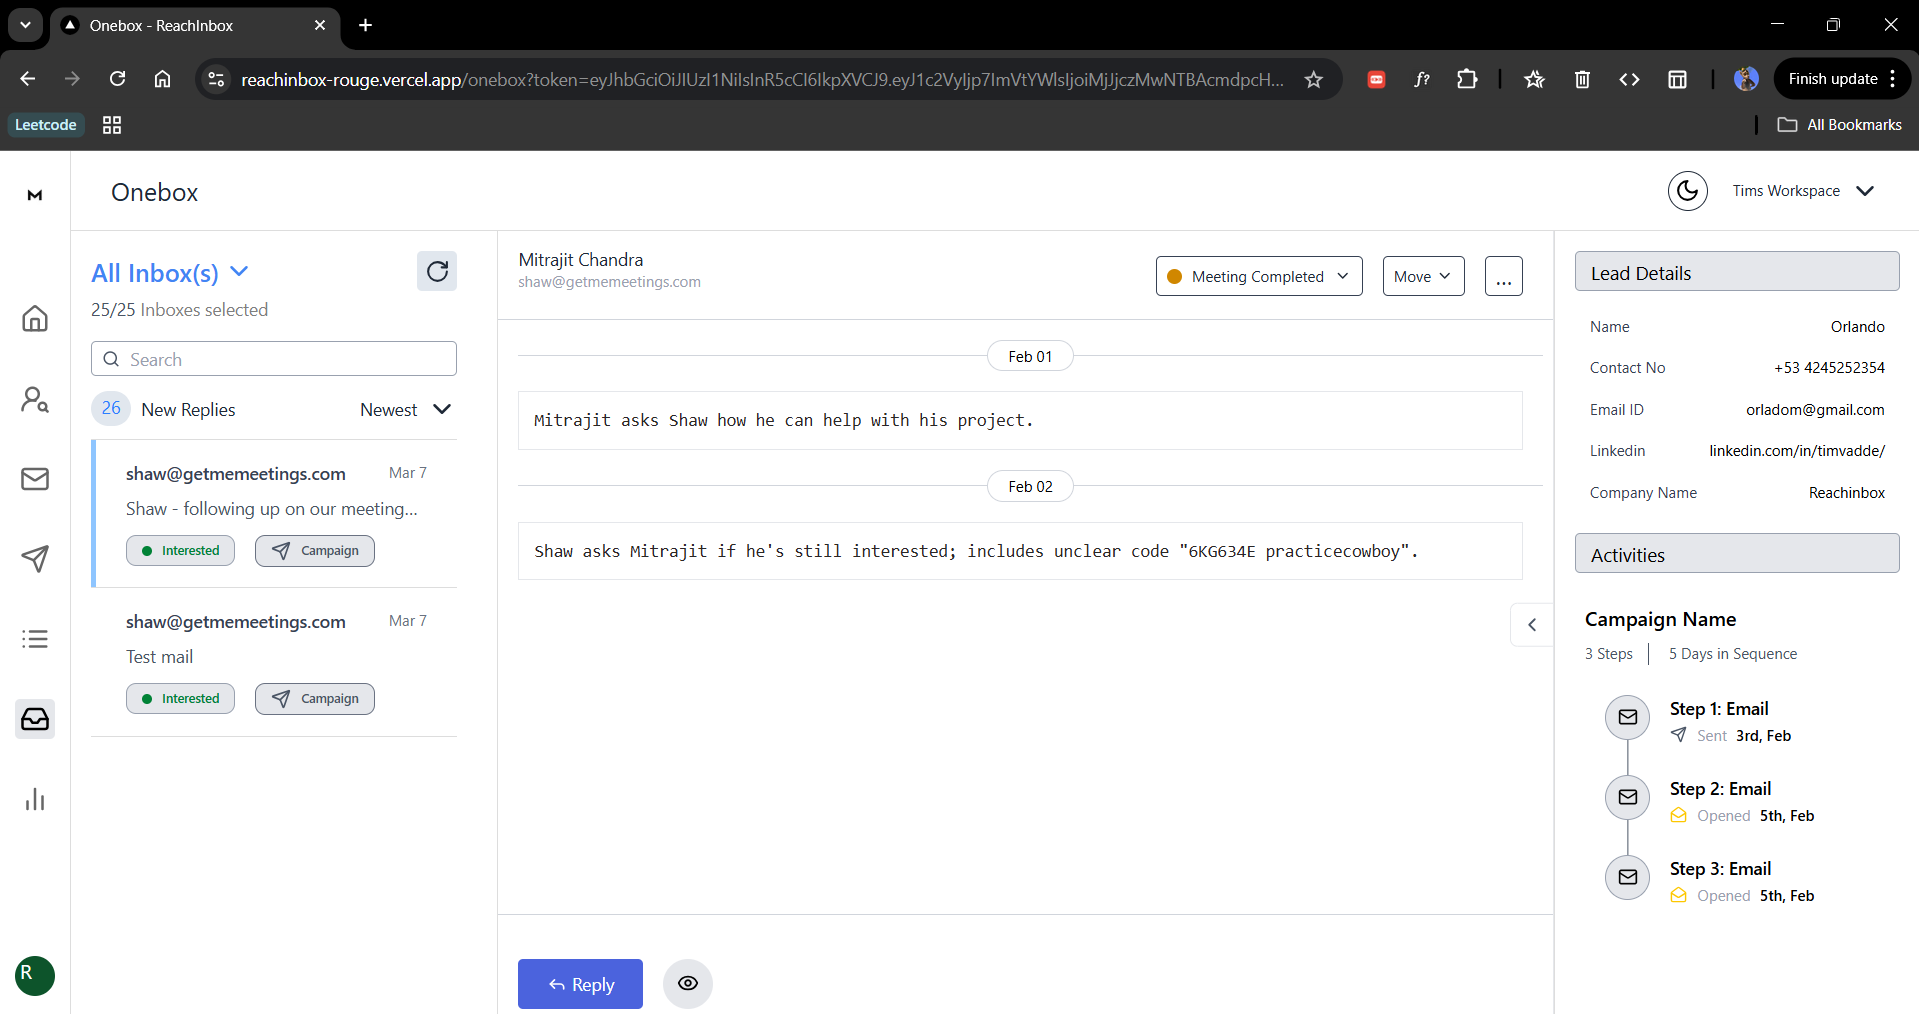 Onebox - ReachInbox
reachinbox-rouge.vercel.app/onebox?token=eyJhbGciOiJIUzI1NiIsInR5cCI6IkpXVCJ9.eyJ1c2VyIjp7ImVtYWlsIjoiMjJjczMwNTBAcmdpcH...
Finish update
Leetcode
All Bookmarks
M
Onebox
Tims Workspace
All Inbox(s)
25/25 Inboxes selected
Search
26 New Replies
Newest
shaw@getmemeetings.com Mar 7
Shaw - following up on our meeting...
Interested Campaign
shaw@getmemeetings.com Mar 7
Test mail
Interested Campaign
R
Mitrajit Chandra
shaw@getmemeetings.com
Meeting Completed
Move
...
Feb 01
Mitrajit asks Shaw how he can help with his project.
Feb 02
Shaw asks Mitrajit if he's still interested; includes unclear code "6KG634E practicecowboy".
Reply
Lead Details
Name Orlando
Contact No +53 4245252354
Email ID orladom@gmail.com
Linkedin linkedin.com/in/timvadde/
Company Name Reachinbox
Activities
Campaign Name
3 Steps 5 Days in Sequence
Step 1: Email
Sent 3rd, Feb
Step 2: Email
Opened 5th, Feb
Step 3: Email
Opened 5th, Feb